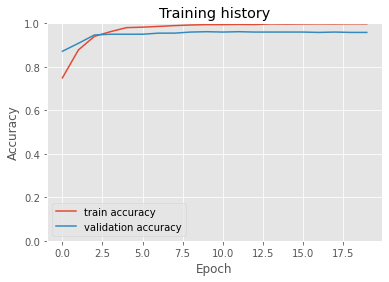 Training history
1.0
0.8
0.6
0.4
0.2
0.0
Accuracy
train accuracy
validation accuracy
0.0 2.5 5.0 7.5 10.0 12.5 15.0 17.5
Epoch